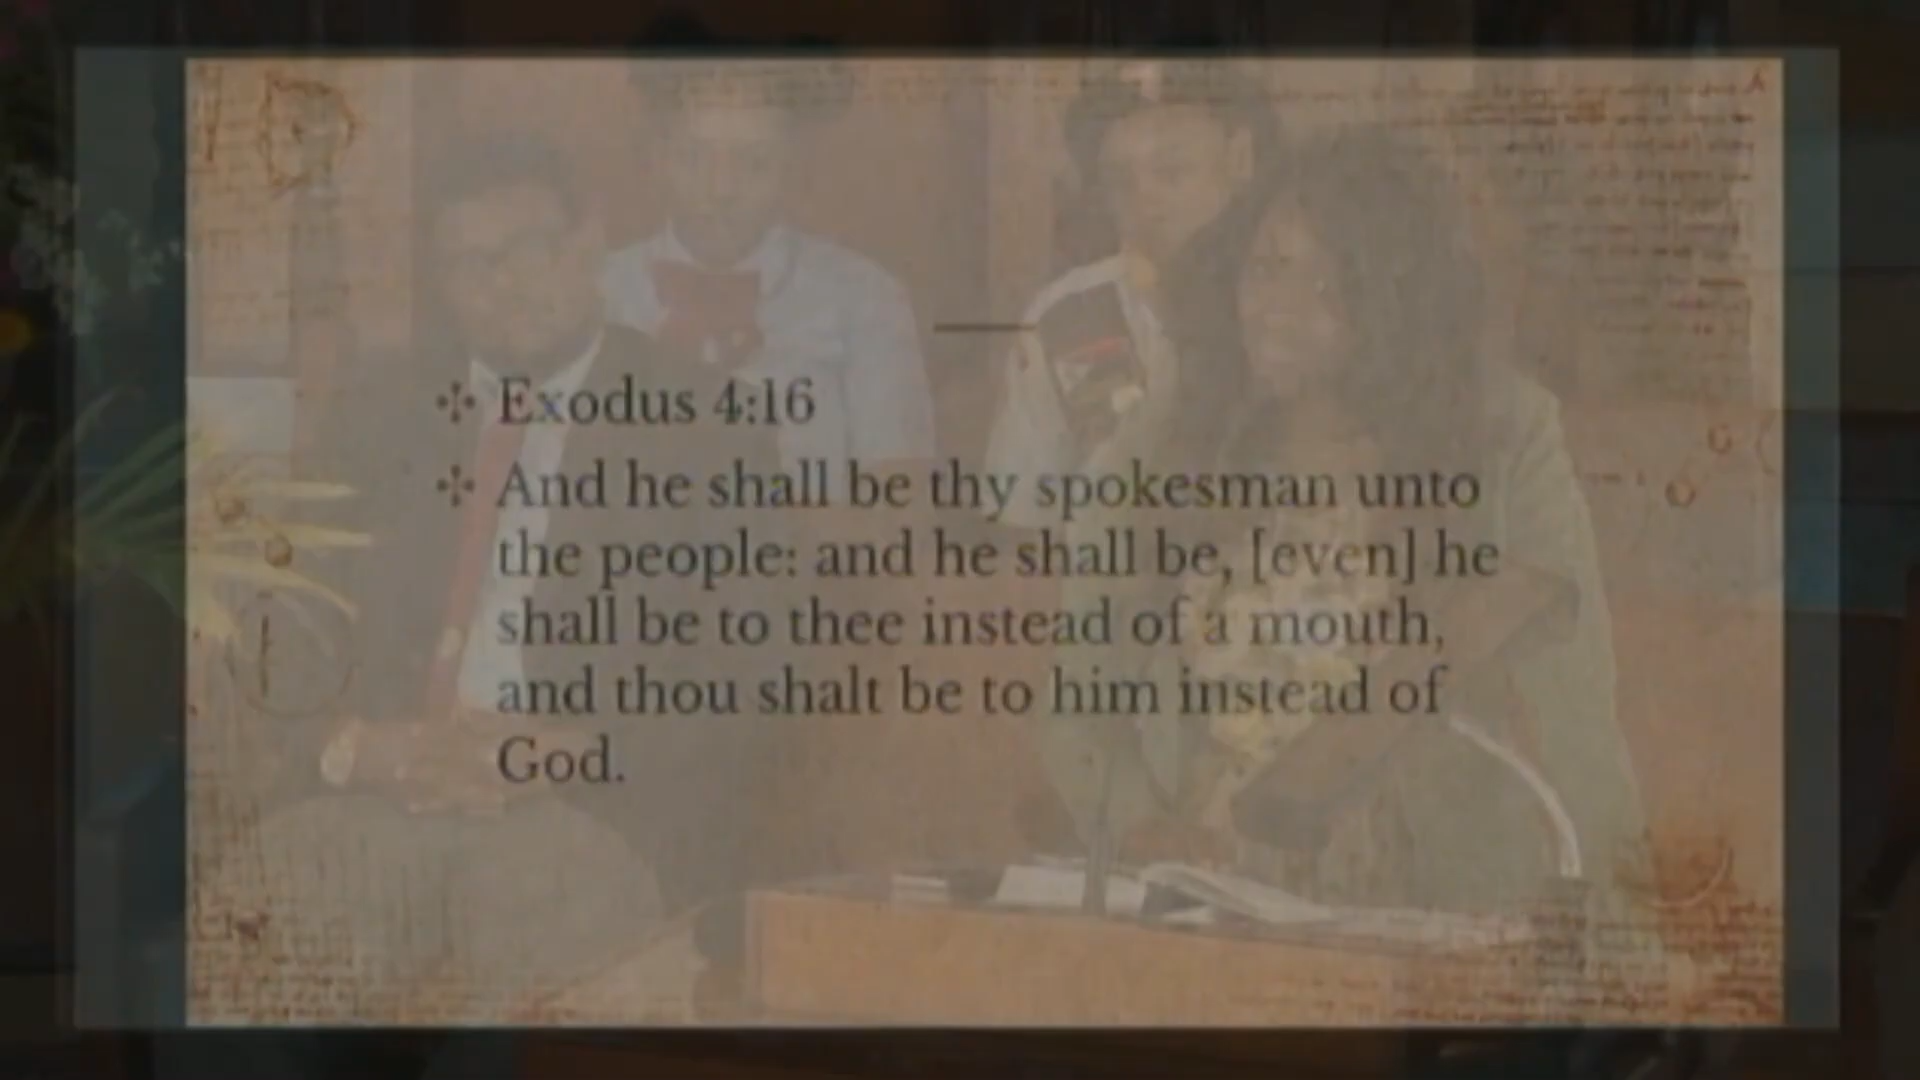 Exodus 4:16
And he shall be thy spokesman unto
the people: and he shall be, [even] he
shall be to thee instead of a mouth,
and thou shalt be to him instead of
God.